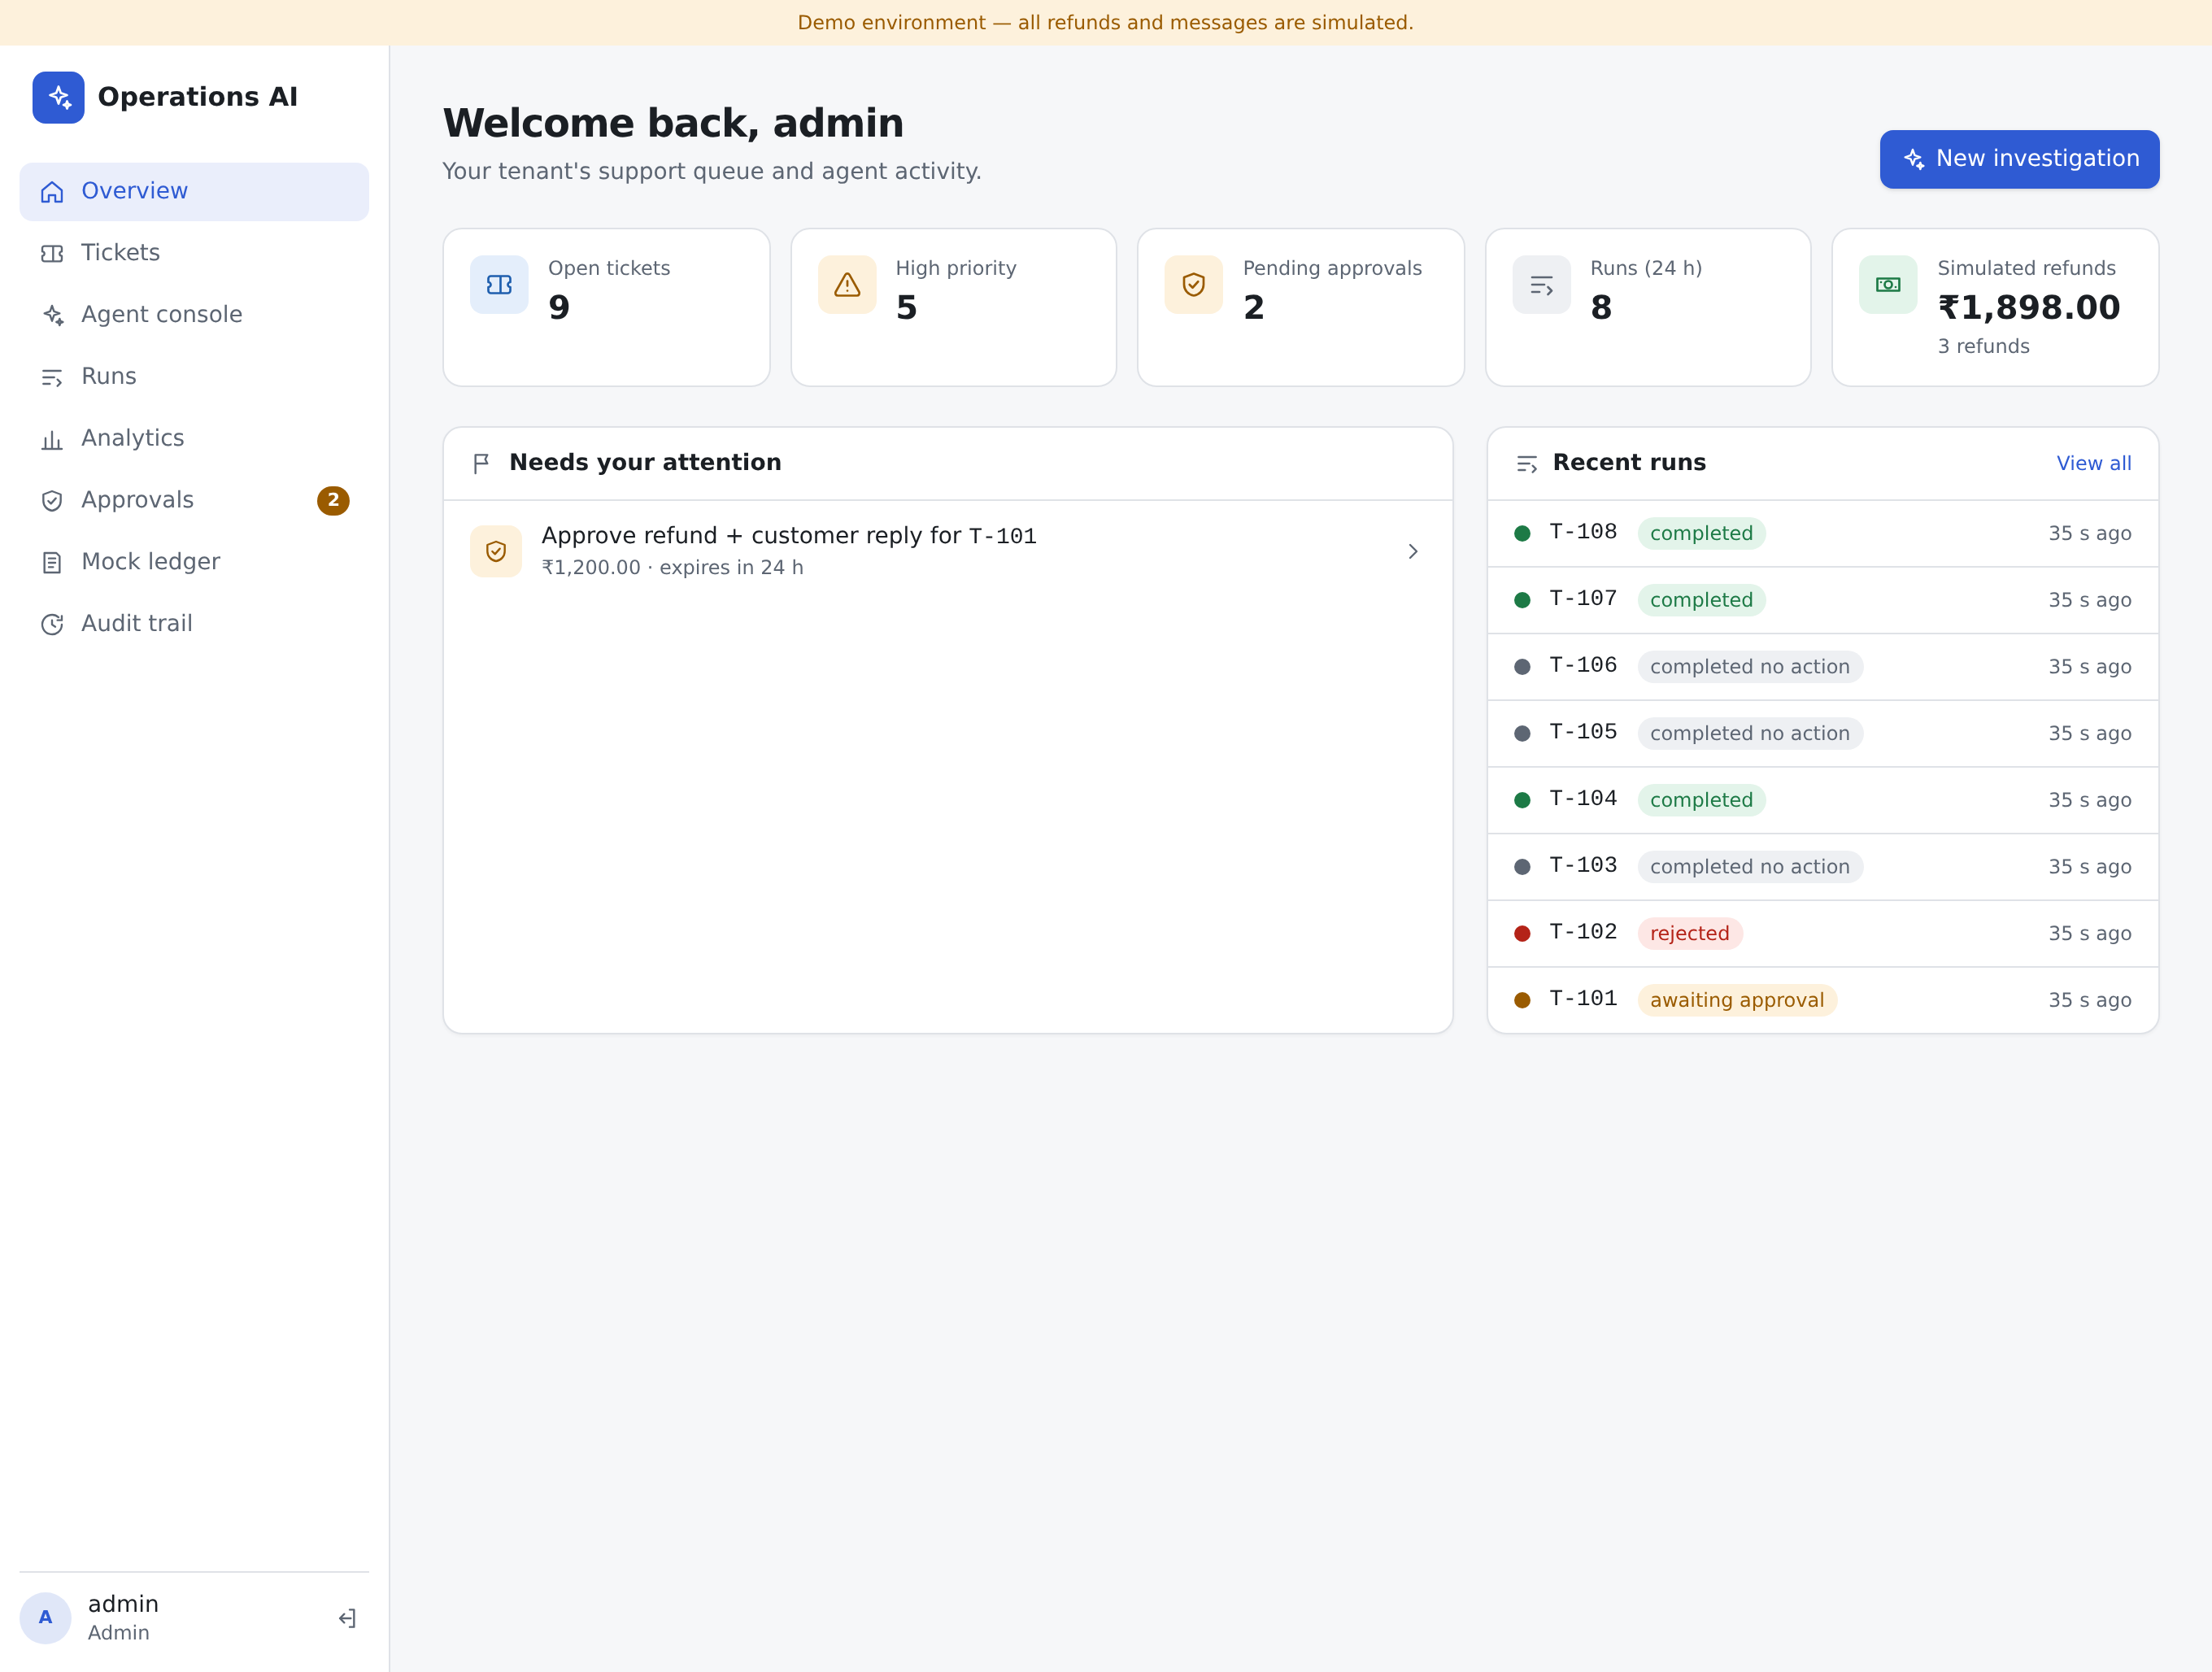 Demo environment — all refunds and messages are simulated.
Operations AI
Overview
Tickets
Agent console
Runs
Analytics
Approvals 2
Mock ledger
Audit trail
A
admin
Admin
Welcome back, admin
Your tenant's support queue and agent activity.
New investigation
Open tickets
9
High priority
5
Pending approvals
2
Runs (24 h)
8
Simulated refunds
₹1,898.00
3 refunds
Needs your attention
Approve refund + customer reply for T-101
₹1,200.00 · expires in 24 h
Recent runs View all
T-108 completed 35 s ago
T-107 completed 35 s ago
T-106 completed no action 35 s ago
T-105 completed no action 35 s ago
T-104 completed 35 s ago
T-103 completed no action 35 s ago
T-102 rejected 35 s ago
T-101 awaiting approval 35 s ago